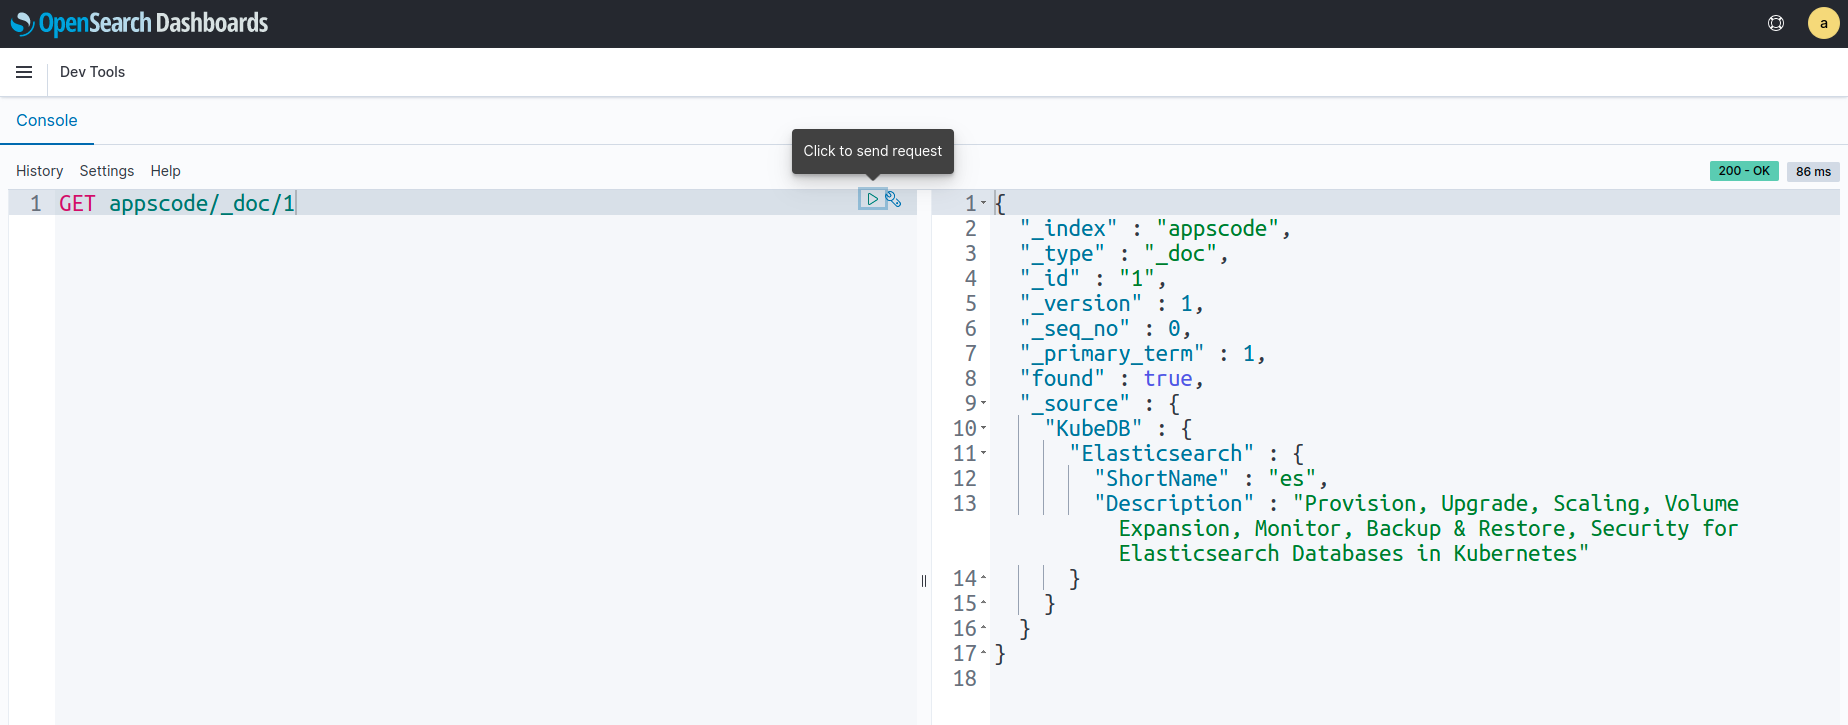 OpenSearch Dashboards
a
Dev Tools
Console
Click to send request
History Settings Help
200 - OK 86 ms
1 GET appscode/_doc/1
1 {
2 "_index" : "appscode",
3 "_type" : "_doc",
4 "_id" : "1",
5 "_version" : 1,
6 "_seq_no" : 0,
7 "_primary_term" : 1,
8 "found" : true,
9 "_source" : {
10 "KubeDB" : {
11 "Elasticsearch" : {
12 "ShortName" : "es",
13 "Description" : "Provision, Upgrade, Scaling, Volume
Expansion, Monitor, Backup & Restore, Security for
Elasticsearch Databases in Kubernetes"
14 }
15 }
16 }
17 }
18